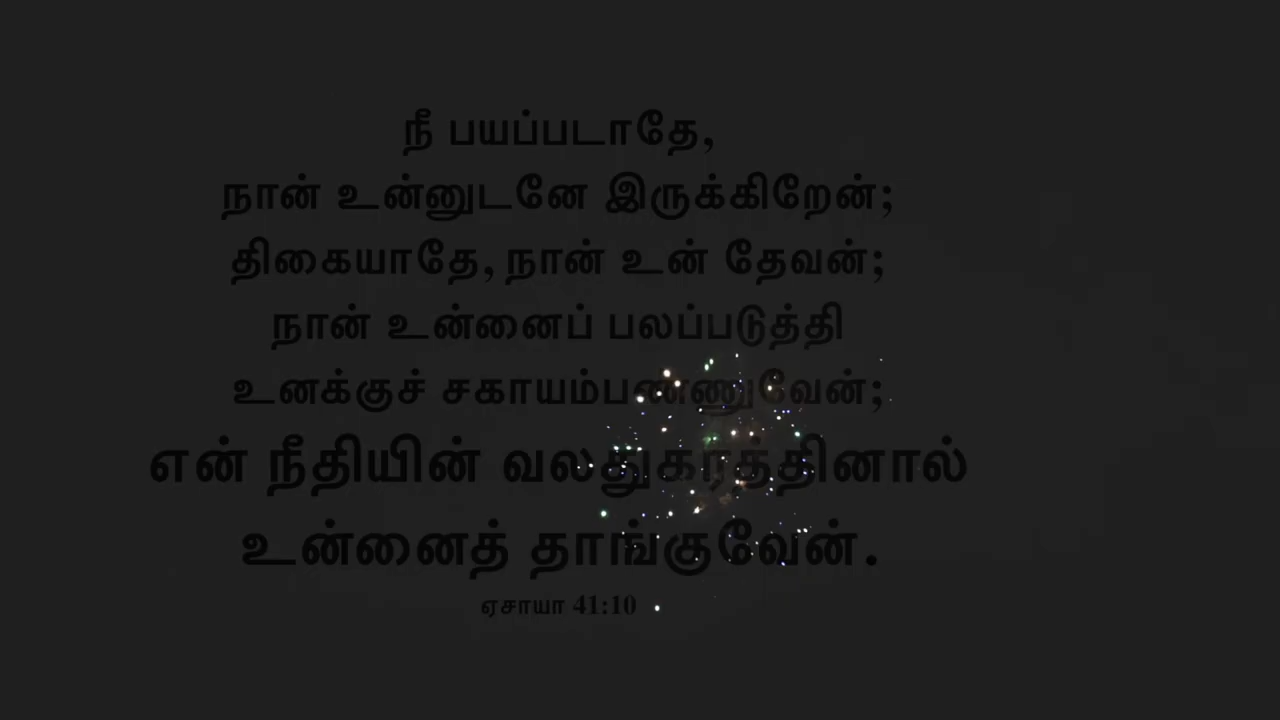 நீ பயப்படாதே,
நான் உன்னுடனே இருக்கிறேன்;
திகையாதே, நான் உன் தேவன்;
நான் உன்னைப் பலப்படுத்தி
உனக்குச் சகாயம்பண்ணுவேன்;
என் நீதியின் வலதுகரத்தினால்
உன்னைத் தாங்குவேன்.
ஏசாயா 41:10